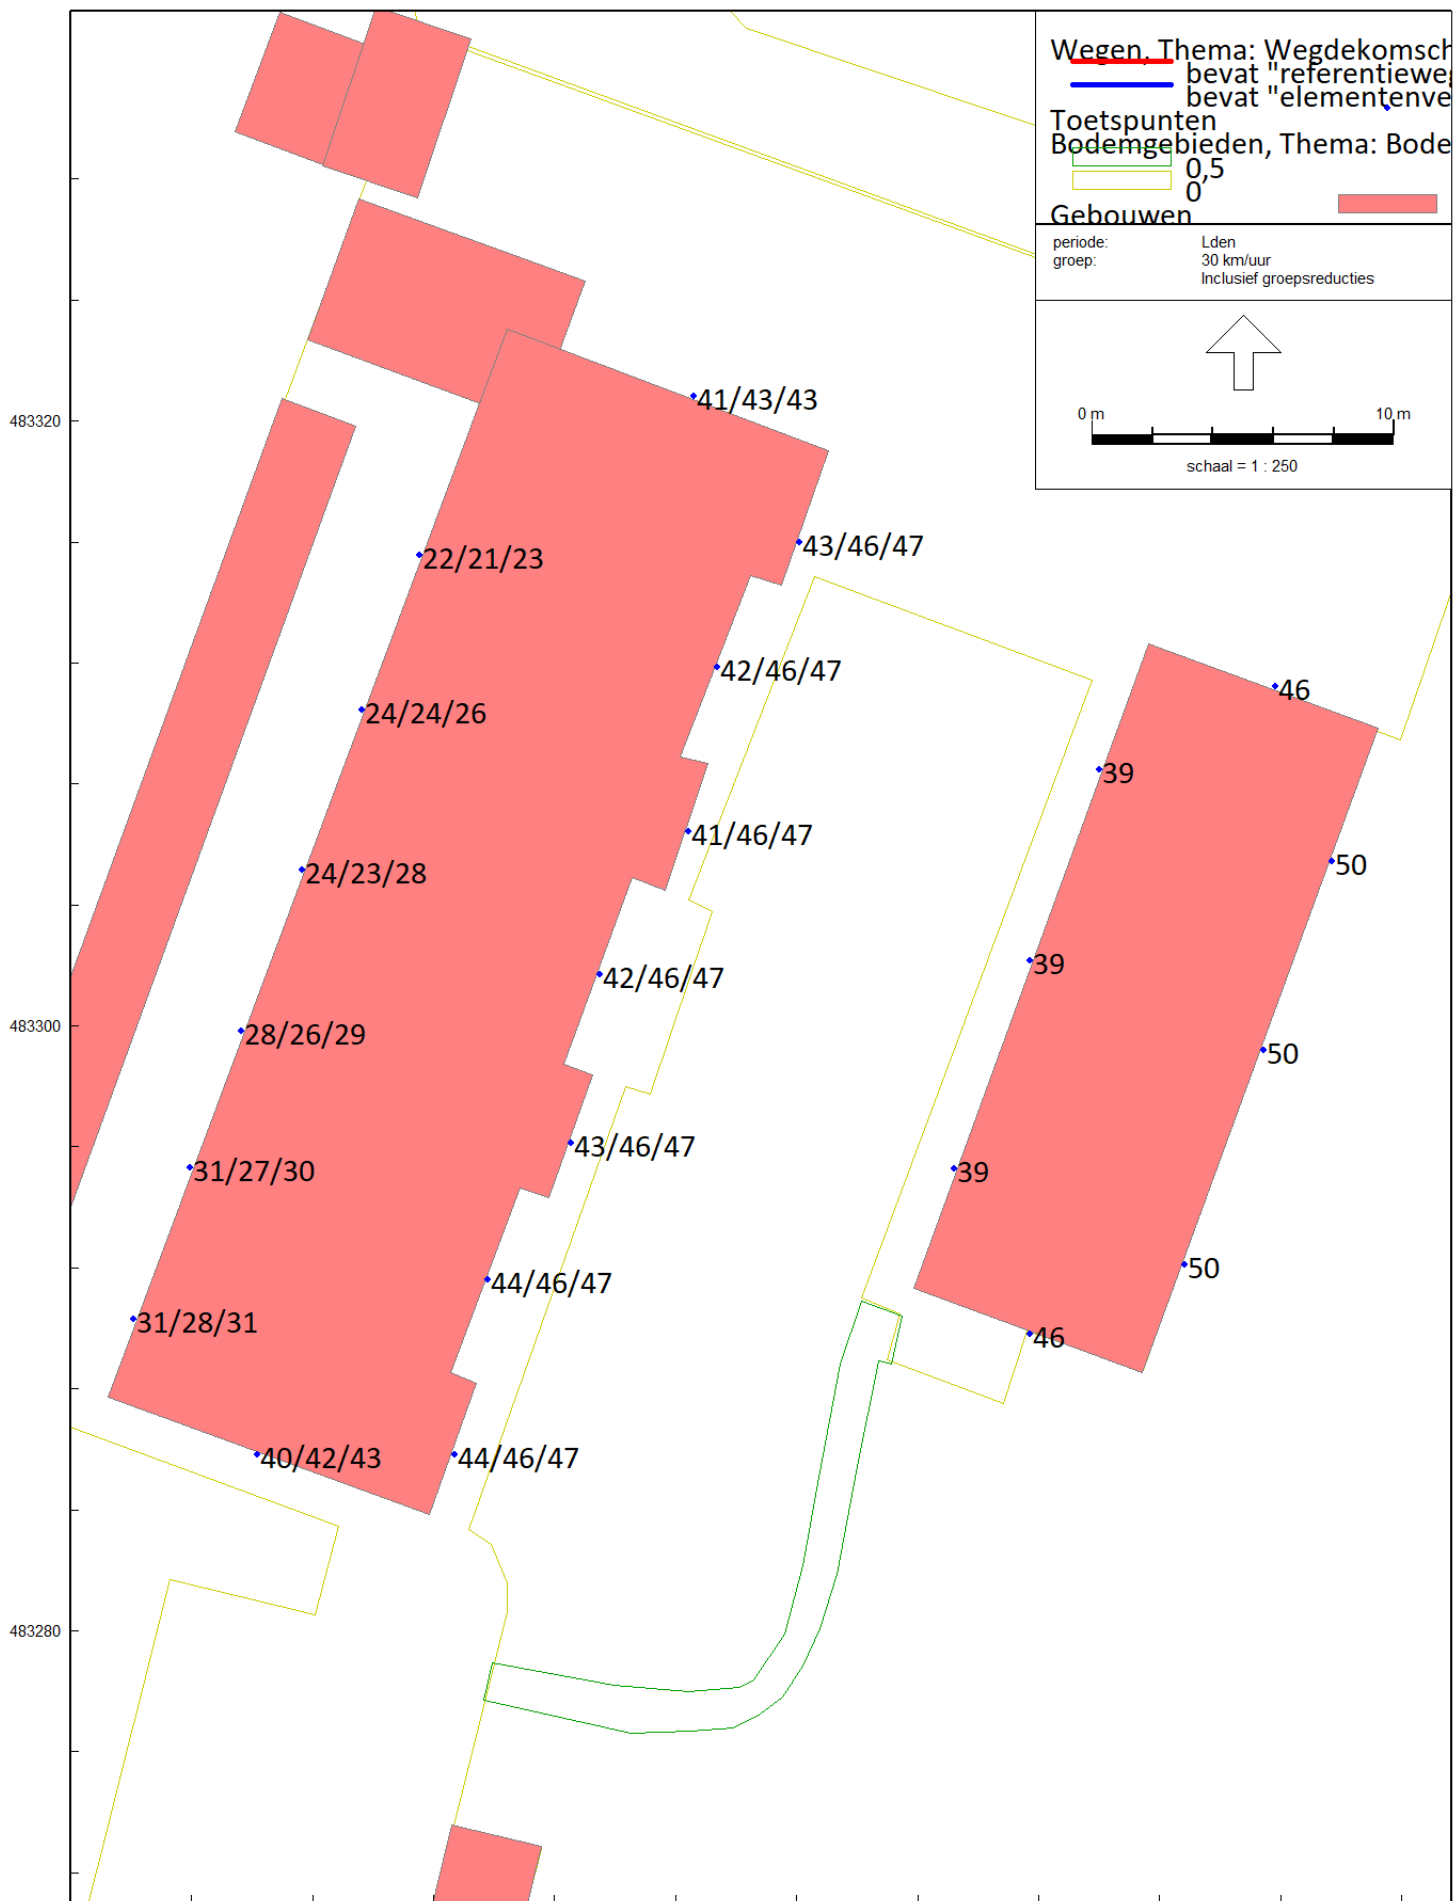 Wegen, Thema: Wegdekomsch
bevat "referentieweg
bevat "elementenve
Toetspunten
Bodemgebieden, Thema: Bode
0,5
0
Gebouwen
periode: Lden
groep: 30 km/uur
Inclusief groepsreducties
0 m 10 m
schaal = 1 : 250
41/43/43
483320
43/46/47
22/21/23
42/46/47
46
24/24/26
39
41/46/47
50
24/23/28
39
42/46/47
483300
28/26/29
50
43/46/47
31/27/30
39
50
44/46/47
31/28/31
46
40/42/43
44/46/47
483280